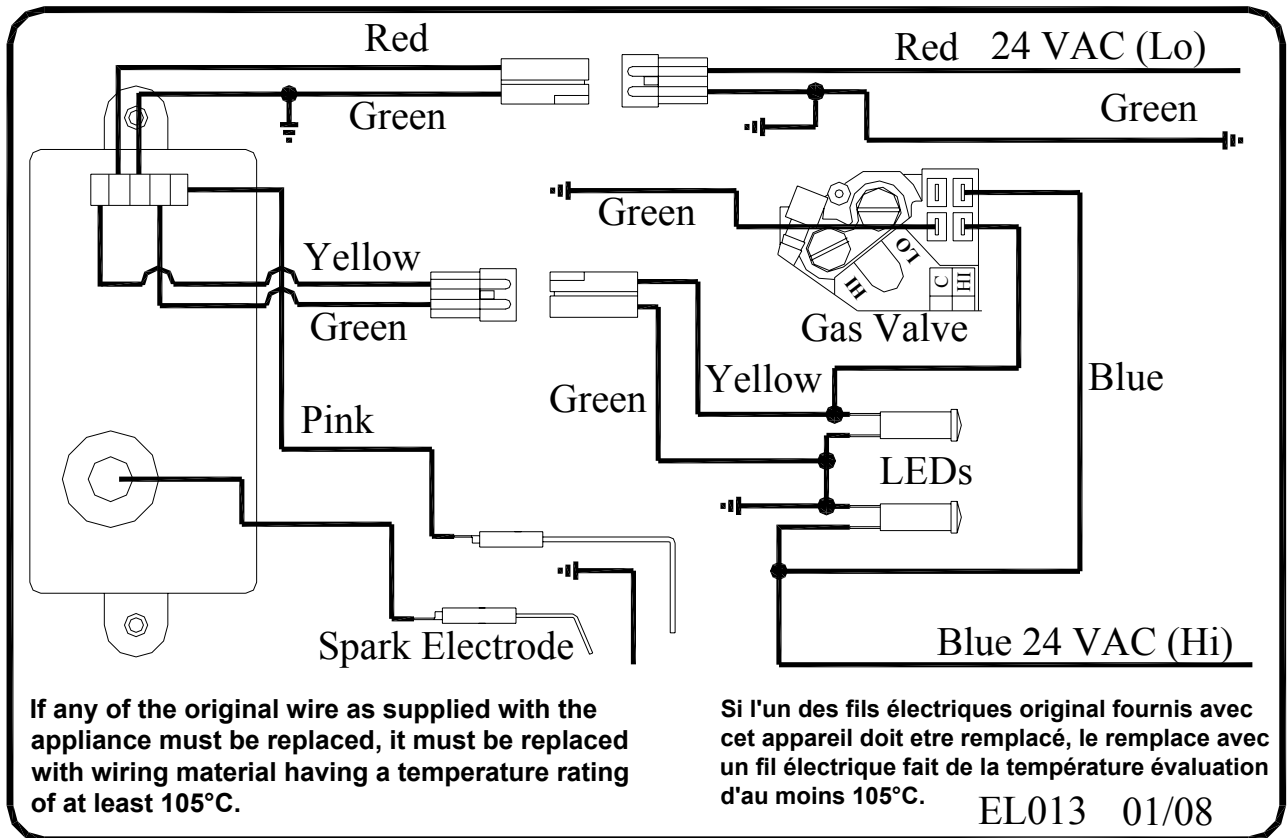 Red
Red 24 VAC (Lo)
Green
Green
Green
Yellow
LO
HI
C
HI
Green
Gas Valve
Yellow
Blue
Green
Pink
LEDs
Spark Electrode
Blue 24 VAC (Hi)
If any of the original wire as supplied with the
appliance must be replaced, it must be replaced
with wiring material having a temperature rating
of at least 105°C.
Si l'un des fils électriques original fournis avec
cet appareil doit etre remplacé, le remplace avec
un fil électrique fait de la température évaluation
d'au moins 105°C.
EL013 01/08